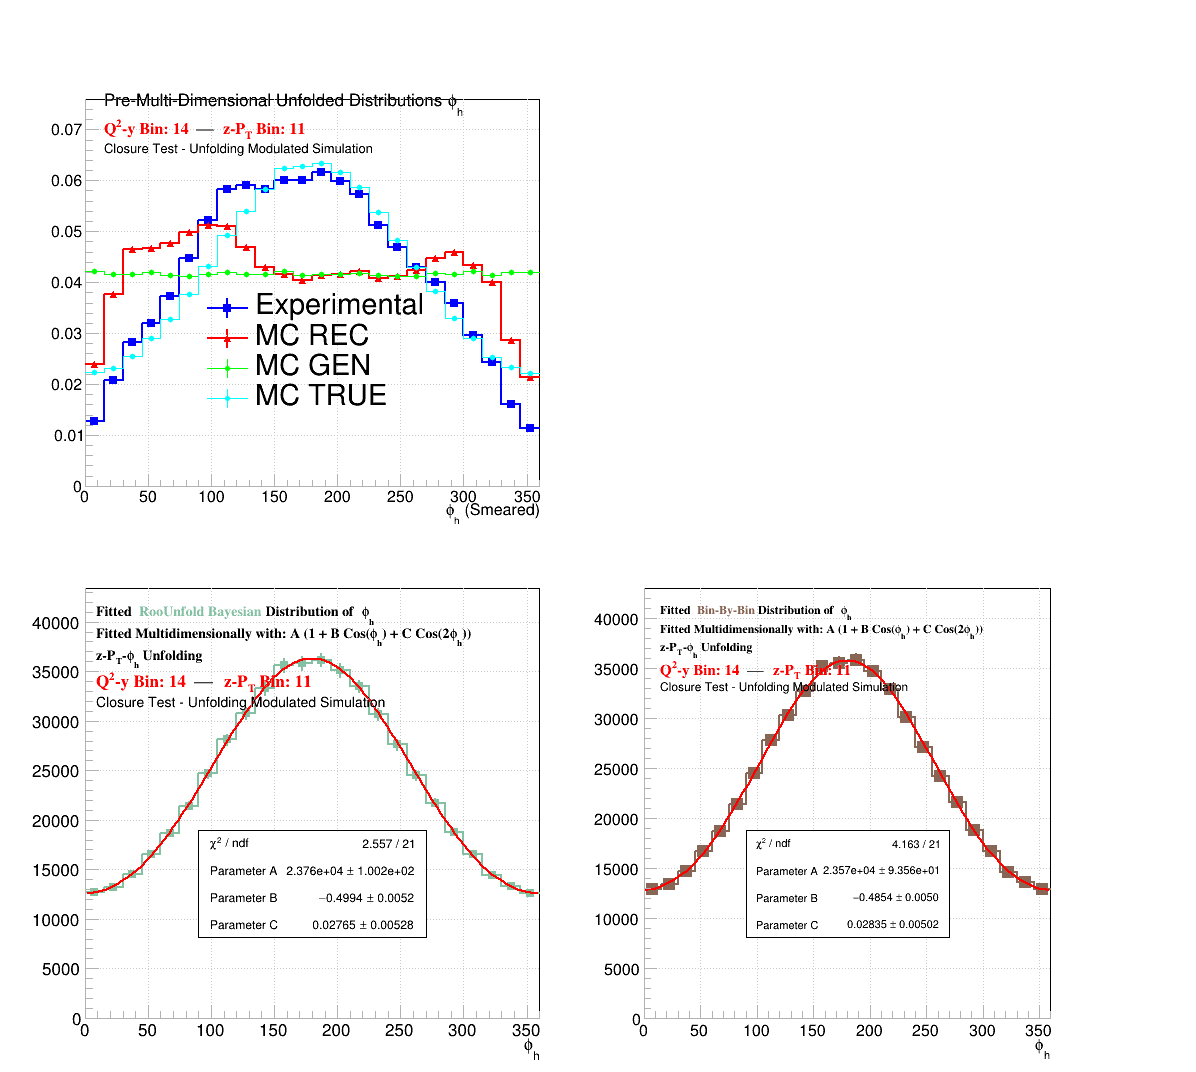 Pre-Multi-Dimensional Unfolded Distributions ϕh
Q2-y Bin: 14 — z-PT Bin: 11
Closure Test - Unfolding Modulated Simulation
0.07
0.06
0.05
0.04
0.03
0.02
0.01
0
Experimental
MC REC
MC GEN
MC TRUE
0 50 100 150 200 250 300 350
ϕh (Smeared)
Fitted RooUnfold Bayesian Distribution of ϕh
Fitted Multidimensionally with: A (1 + B Cos(ϕh) + C Cos(2ϕh))
z-PT-ϕh Unfolding
Q2-y Bin: 14 — z-PT Bin: 11
Closure Test - Unfolding Modulated Simulation
40000
35000
30000
25000
20000
15000
10000
5000
0
χ2 / ndf 2.557 / 21
Parameter A 2.376e+04 ± 1.002e+02
Parameter B −0.4994 ± 0.0052
Parameter C 0.02765 ± 0.00528
0 50 100 150 200 250 300 350
ϕh
Fitted Bin-By-Bin Distribution of ϕh
Fitted Multidimensionally with: A (1 + B Cos(ϕh) + C Cos(2ϕh))
z-PT-ϕh Unfolding
Q2-y Bin: 14 — z-PT Bin: 11
Closure Test - Unfolding Modulated Simulation
40000
35000
30000
25000
20000
15000
10000
5000
0
χ2 / ndf 4.163 / 21
Parameter A 2.357e+04 ± 9.356e+01
Parameter B −0.4854 ± 0.0050
Parameter C 0.02835 ± 0.00502
0 50 100 150 200 250 300 350
ϕh